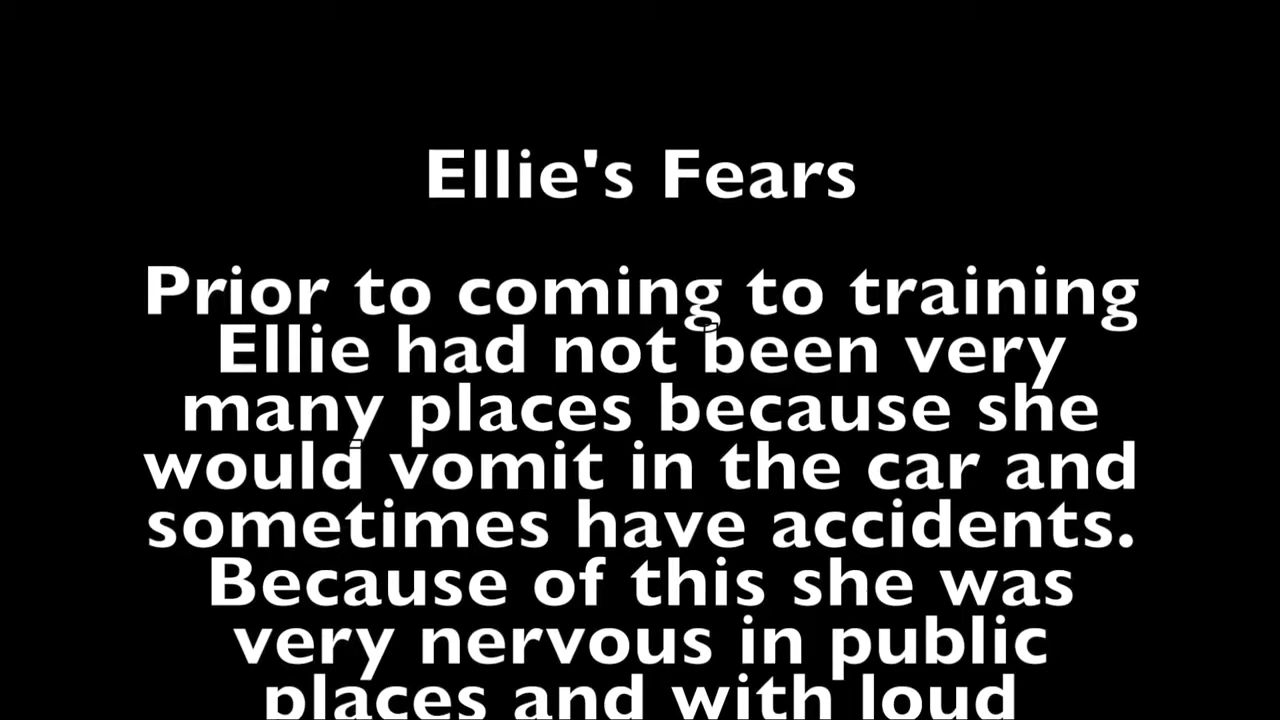 Ellie's Fears
Prior to coming to training
Ellie had not been very
many places because she
would vomit in the car and
sometimes have accidents.
Because of this she was
very nervous in public
places and with loud